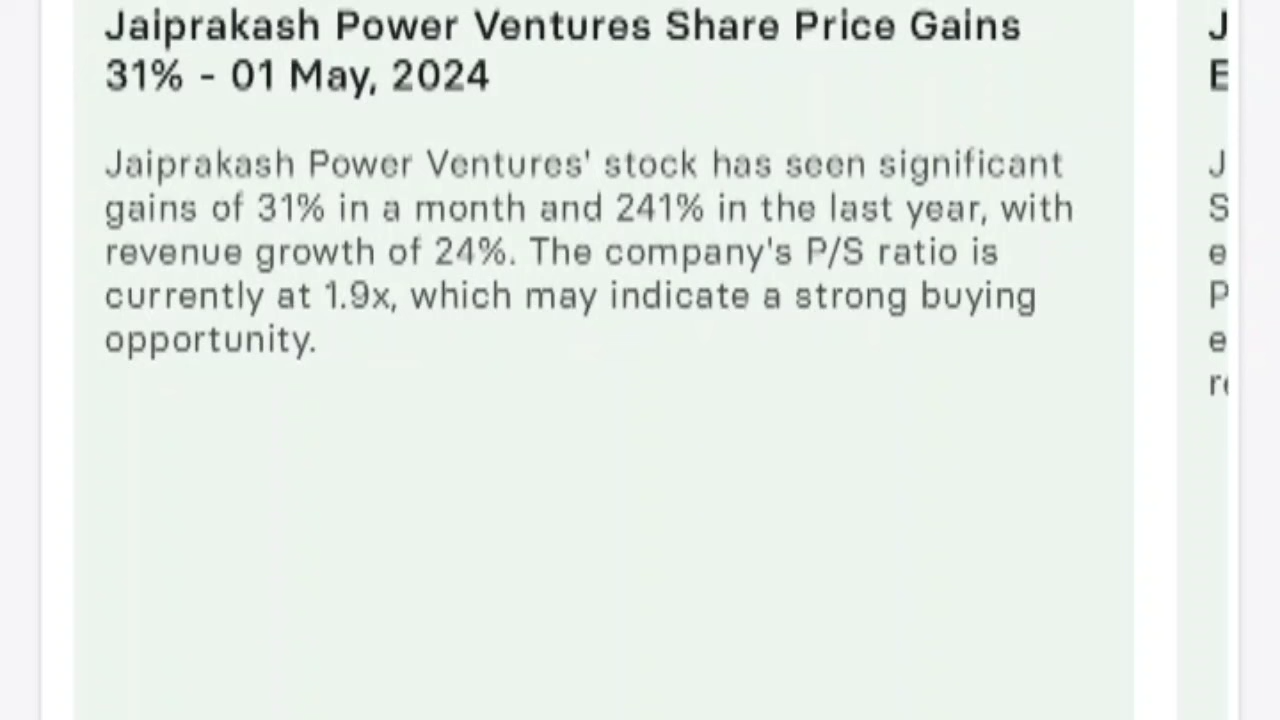 Jaiprakash Power Ventures Share Price Gains
31% - 01 May, 2024
Jaiprakash Power Ventures' stock has seen significant
gains of 31% in a month and 241% in the last year, with
revenue growth of 24%. The company's P/S ratio is
currently at 1.9x, which may indicate a strong buying
opportunity.
J
E
J
S
e
P
e
re